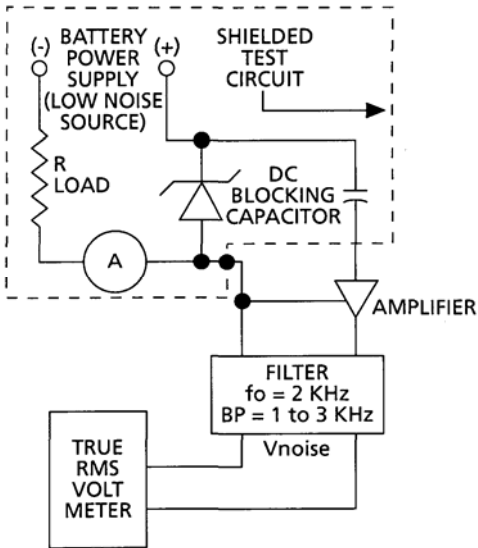 (-)
BATTERY
POWER
SUPPLY
(LOW NOISE
SOURCE)
(+)
SHIELDED
TEST
CIRCUIT
R
LOAD
DC
BLOCKING
CAPACITOR
A
AMPLIFIER
FILTER
fo = 2 KHz
BP = 1 to 3 KHz
Vnoise
TRUE
RMS
VOLT
METER